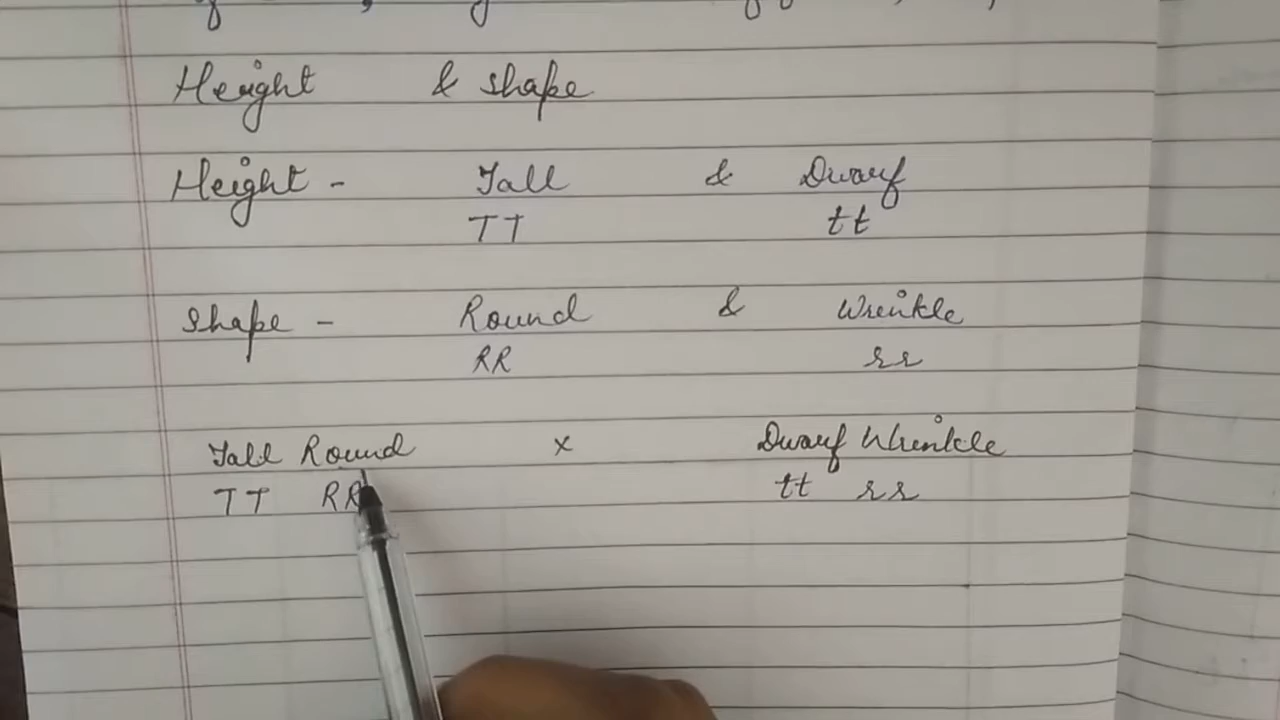 Height & shape
Height - Tall & Dwarf
TT tt
Shape - Round & Wrinkle
RR rr
Tall Round x Dwarf Wrinkle
TT RR tt rr